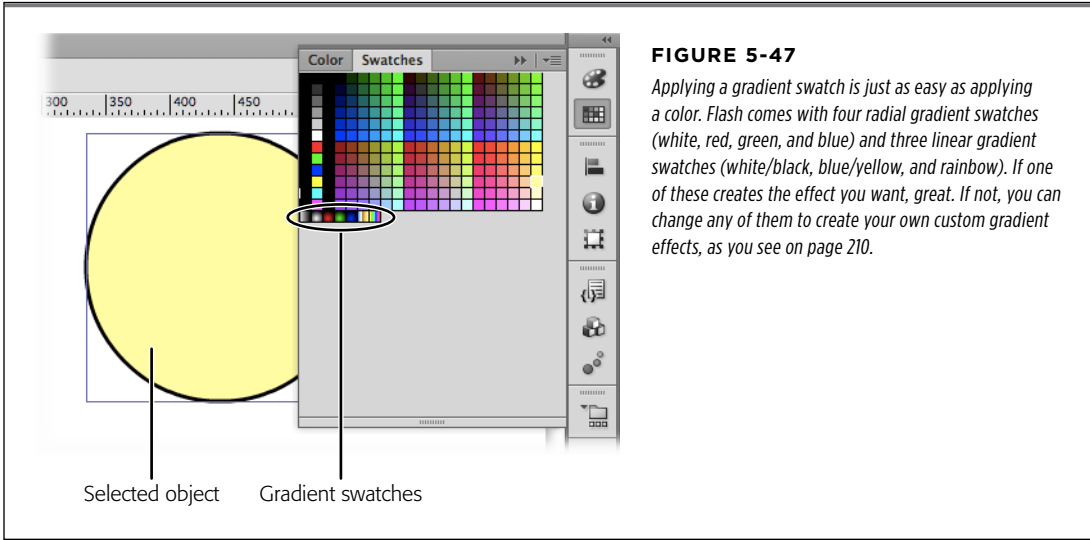 Color Swatches
300 350 400 450
Selected object
Gradient swatches
FIGURE 5-47
Applying a gradient swatch is just as easy as applying
a color. Flash comes with four radial gradient swatches
(white, red, green, and blue) and three linear gradient
swatches (white/black, blue/yellow, and rainbow). If one
of these creates the effect you want, great. If not, you can
change any of them to create your own custom gradient
effects, as you see on page 210.